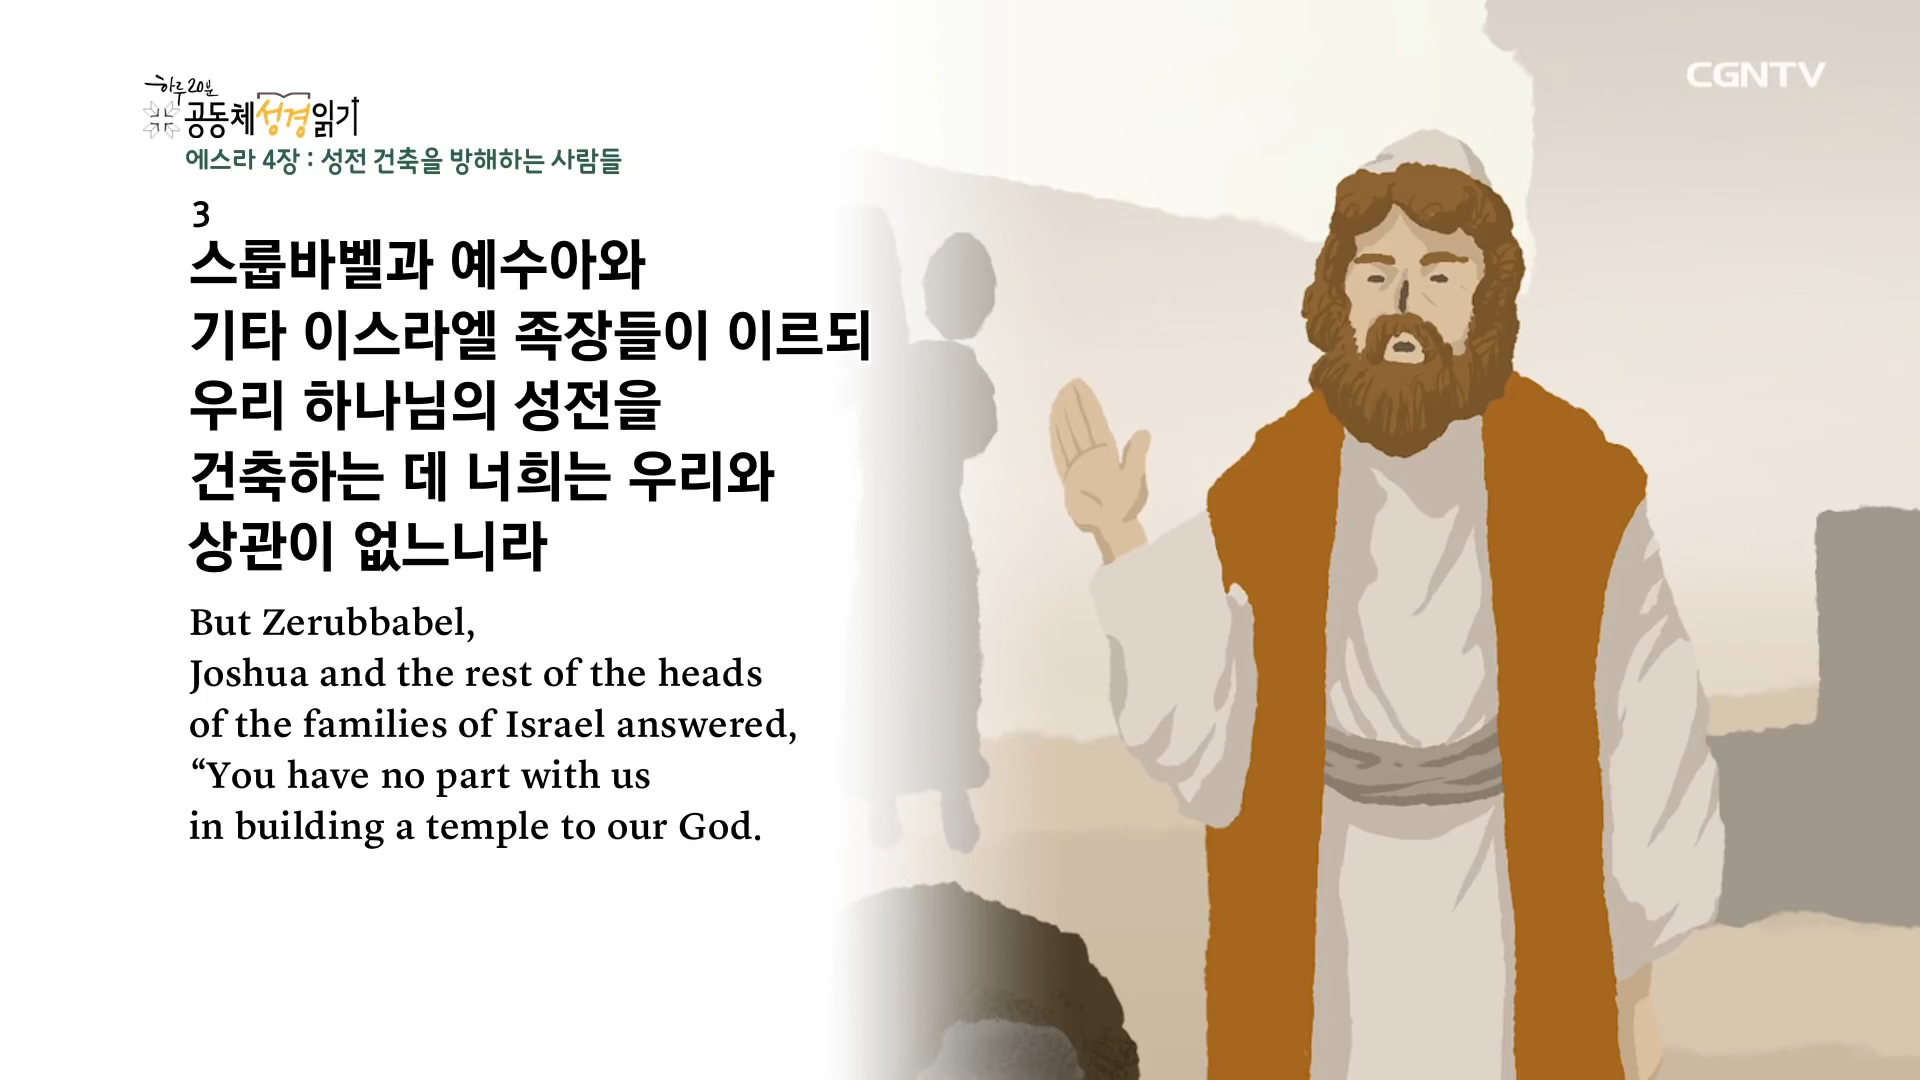 하루 20분
공동체성경읽기
CGNTV
에스라 4장 : 성전 건축을 방해하는 사람들
3
스룹바벨과 예수아와
기타 이스라엘 족장들이 이르되
우리 하나님의 성전을
건축하는 데 너희는 우리와
상관이 없느니라
But Zerubbabel,
Joshua and the rest of the heads
of the families of Israel answered,
“You have no part with us
in building a temple to our God.